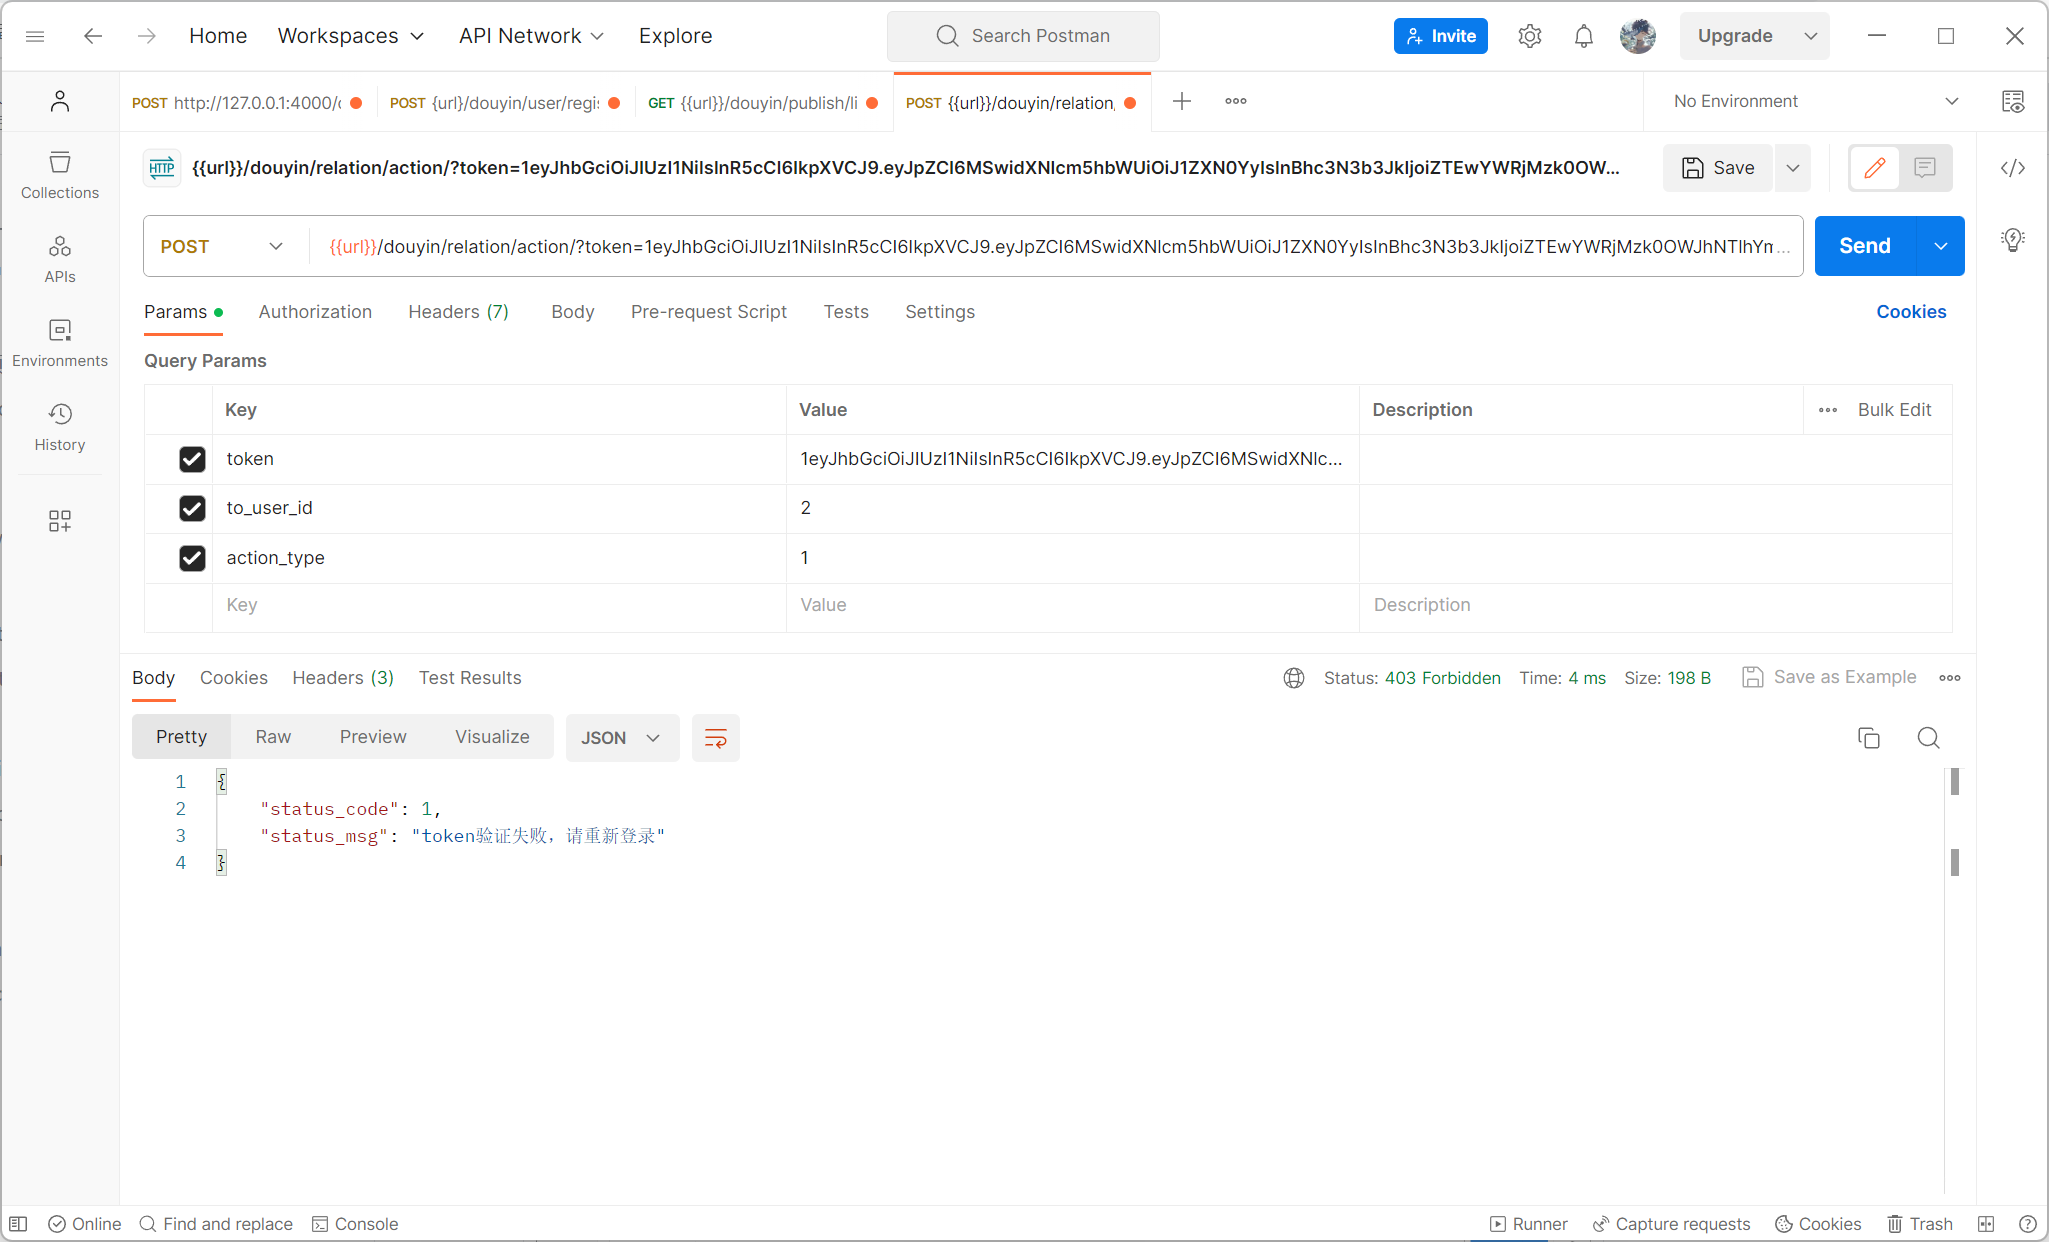 Home Workspaces API Network Explore Search Postman Invite Upgrade
POST http://127.0.0.1:4000/ POST {url}/douyin/user/regi GET {{url}}/douyin/publish/li POST {{url}}/douyin/relation No Environment
HTTP {{url}}/douyin/relation/action/?token=1eyJhbGciOiJIUzI1NiIsInR5cCI6IkpXVCJ9.eyJpZCI6MSwidXNlcm5hbWUiOiJ1ZXN0YyIsInBhc3N3b3JkIjoiZTEwYWRjMzk0OW... Save
POST {{url}}/douyin/relation/action/?token=1eyJhbGciOiJIUzI1NiIsInR5cCI6IkpXVCJ9.eyJpZCI6MSwidXNlcm5hbWUiOiJ1ZXN0YyIsInBhc3N3b3JkIjoiZTEwYWRjMzk0OWJhNTlhYm... Send
Collections
APIs
Environments
History
Params Authorization Headers (7) Body Pre-request Script Tests Settings Cookies
Query Params
Key Value Description Bulk Edit
token 1eyJhbGciOiJIUzI1NiIsInR5cCI6IkpXVCJ9.eyJpZCI6MSwidXNlc...
to_user_id 2
action_type 1
Key Value Description
Body Cookies Headers (3) Test Results Status: 403 Forbidden Time: 4 ms Size: 198 B Save as Example
Pretty Raw Preview Visualize JSON
1 {
2 "status_code": 1,
3 "status_msg": "token验证失败，请重新登录"
4 }
Online Find and replace Console Runner Capture requests Cookies Trash